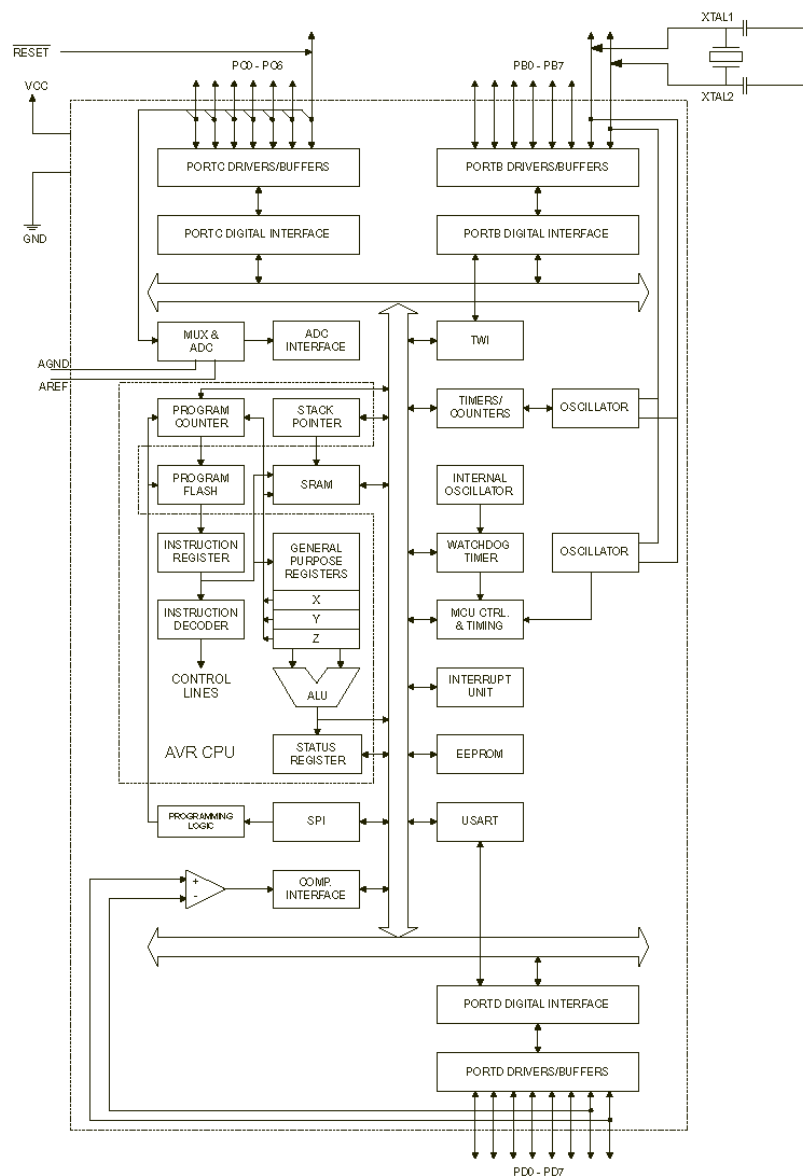 XTAL1
RESET
PC0 - PC6
PB0 - PB7
VCC
XTAL2
PORTC DRIVERS/BUFFERS
PORTB DRIVERS/BUFFERS
PORTC DIGITAL INTERFACE
PORTB DIGITAL INTERFACE
GND
MUX &
ADC
ADC
INTERFACE
TWI
AGND
AREF
PROGRAM
COUNTER
STACK
POINTER
TIMERS/
COUNTERS
OSCILLATOR
PROGRAM
FLASH
SRAM
INTERNAL
OSCILLATOR
INSTRUCTION
REGISTER
GENERAL
PURPOSE
REGISTERS
WATCHDOG
TIMER
OSCILLATOR
X
INSTRUCTION
DECODER
Y
MCU CTRL.
& TIMING
Z
CONTROL
LINES
ALU
INTERRUPT
UNIT
AVR CPU
STATUS
REGISTER
EEPROM
PROGRAMMING
LOGIC
SPI
USART
+
-
COMP.
INTERFACE
PORTD DIGITAL INTERFACE
PORTD DRIVERS/BUFFERS
PD0 - PD7